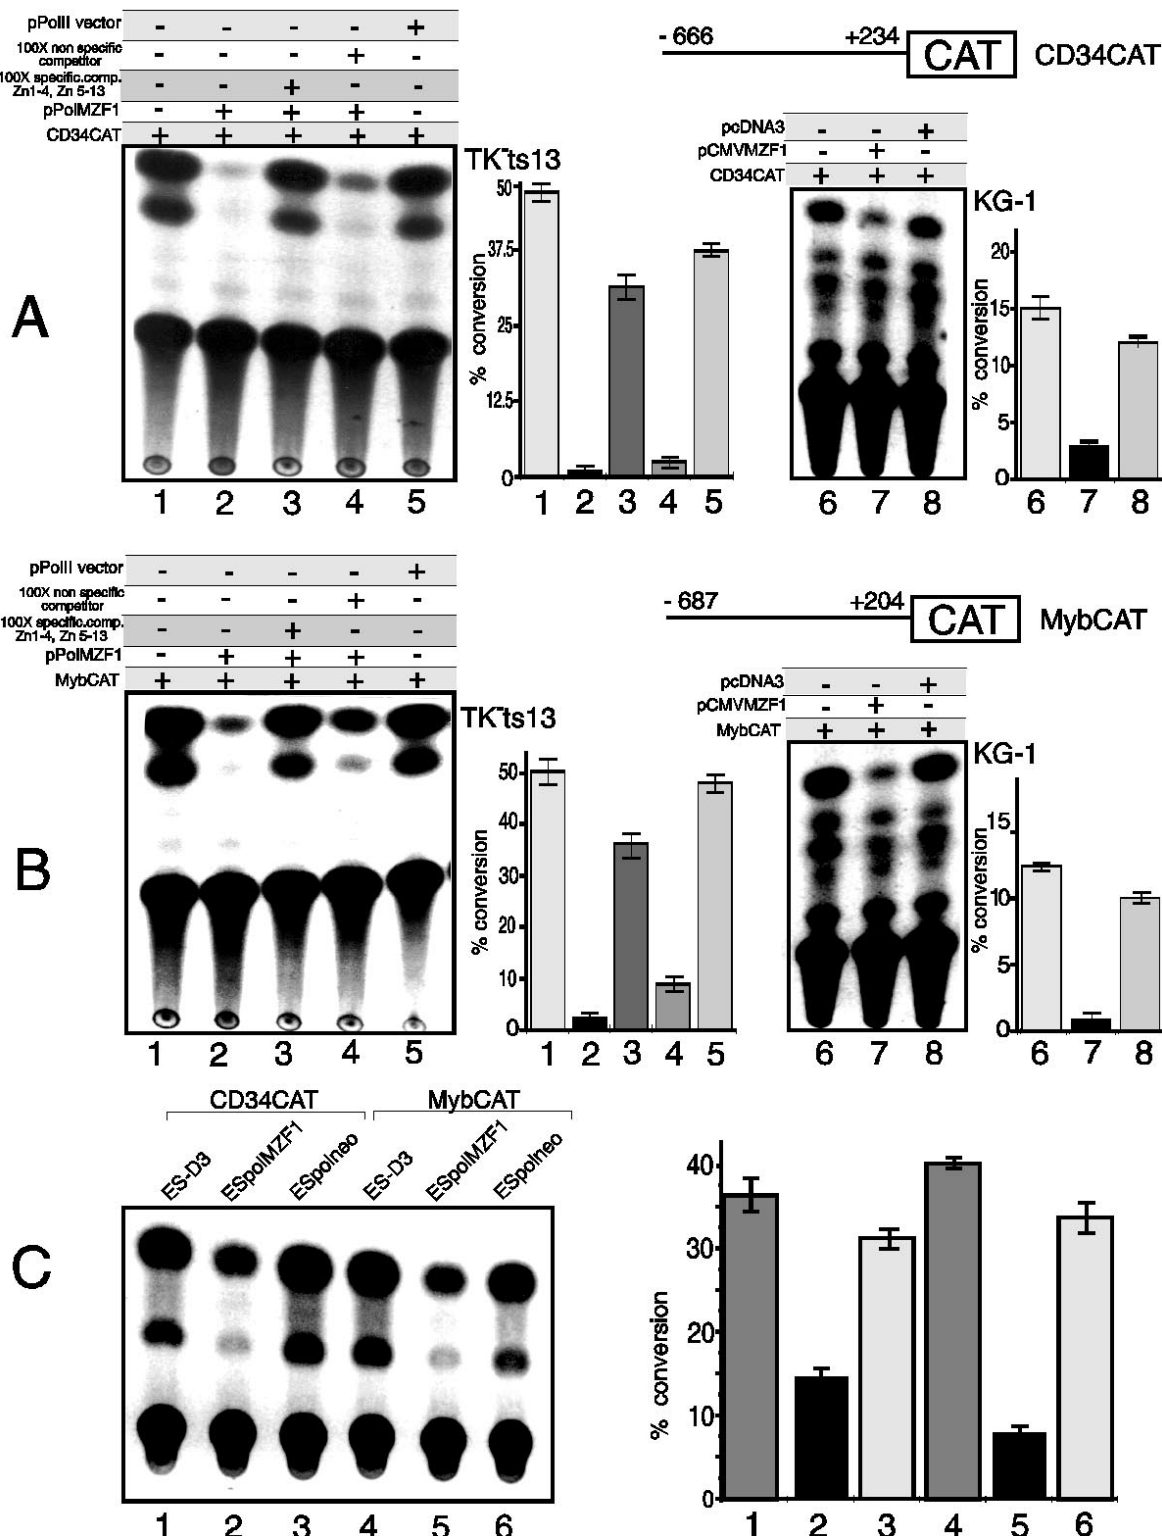 pPolII vector - - - - +
100X non specific
competitor - - - + -
100X specific.comp.
Zn1-4, Zn 5-13 - - + - -
pPolMZF1 - + + + -
CD34CAT + + + + +
- 666 +234 CAT CD34CAT
pcDNA3 - - +
pCMVMZF1 - + -
CD34CAT + + +
A
TK-ts13
50
37.5
25
12.5
0
% conversion
KG-1
20
15
10
5
0
% conversion
1 2 3 4 5
1 2 3 4 5
6 7 8
6 7 8
pPolII vector - - - - +
100X non specific
competitor - - - + -
100X specific.comp.
Zn1-4, Zn 5-13 - - + - -
pPolMZF1 - + + + -
MybCAT + + + + +
- 687 +204 CAT MybCAT
pcDNA3 - - +
pCMVMZF1 - + -
MybCAT + + +
B
TK-ts13
50
40
30
20
10
0
% conversion
KG-1
15
10
5
0
% conversion
1 2 3 4 5
1 2 3 4 5
6 7 8
6 7 8
CD34CAT MybCAT
ES-D3 ESpolMZF1 ESpolneo ES-D3 ESpolMZF1 ESpolneo
C
40
30
20
10
0
% conversion
1 2 3 4 5 6
1 2 3 4 5 6